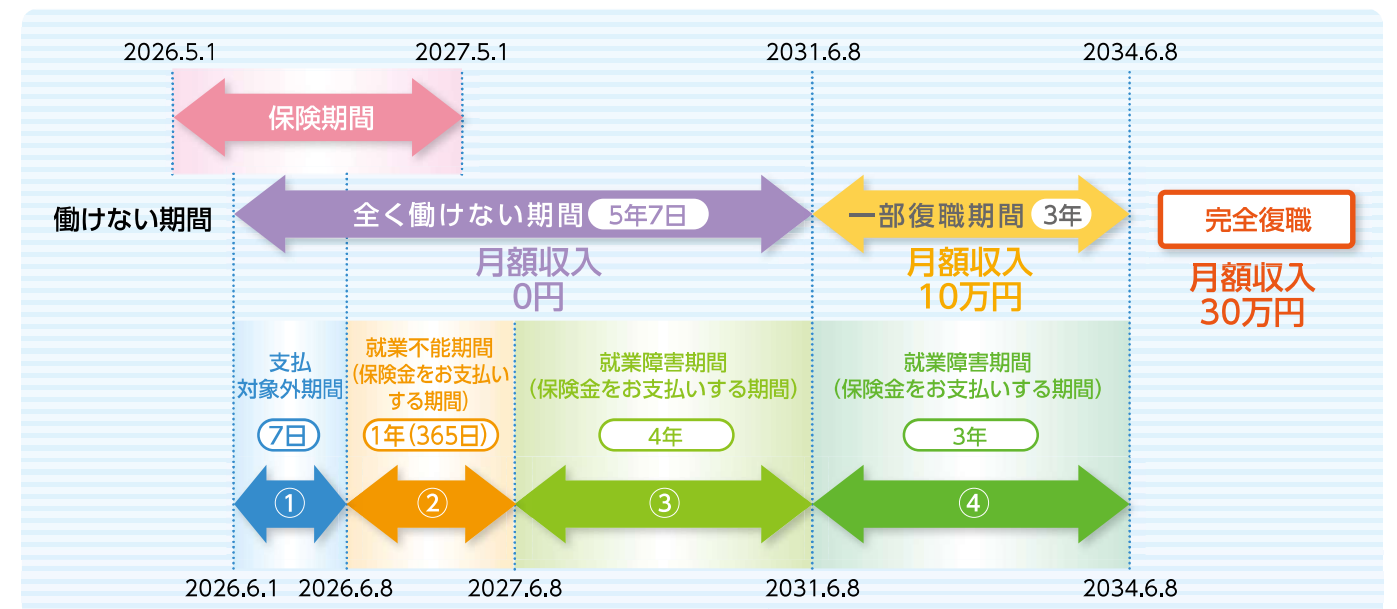 2026.5.1
2027.5.1
2031.6.8
2034.6.8
保険期間
働けない期間
全く働けない期間 5年7日
一部復職期間 3年
完全復職
月額収入
0円
月額収入
10万円
月額収入
30万円
支払
対象外期間
7日
就業不能期間
(保険金をお支払い
する期間)
1年(365日)
就業障害期間
(保険金をお支払いする期間)
4年
就業障害期間
(保険金をお支払いする期間)
3年
①
②
③
④
2026.6.1
2026.6.8
2027.6.8
2031.6.8
2034.6.8